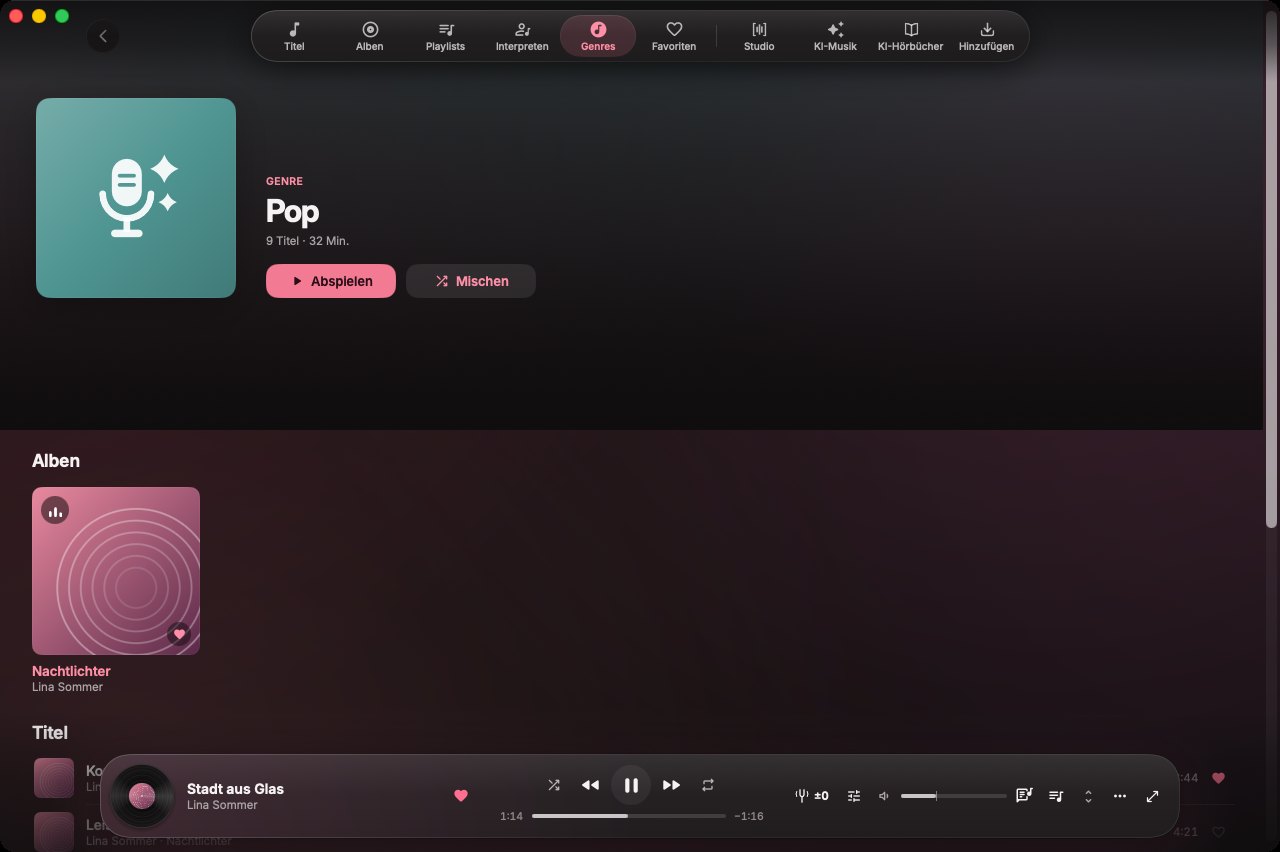 Titel
Alben
Playlists
Interpreten
Genres
Favoriten
Studio
KI-Musik
KI-Hörbücher
Hinzufügen
GENRE
Pop
9 Titel · 32 Min.
Abspielen
Mischen
Alben
Nachtlichter
Lina Sommer
Titel
Stadt aus Glas
Lina Sommer
±0
1:14
−1:16
4:21
Lina Sommer · Nachtlichter